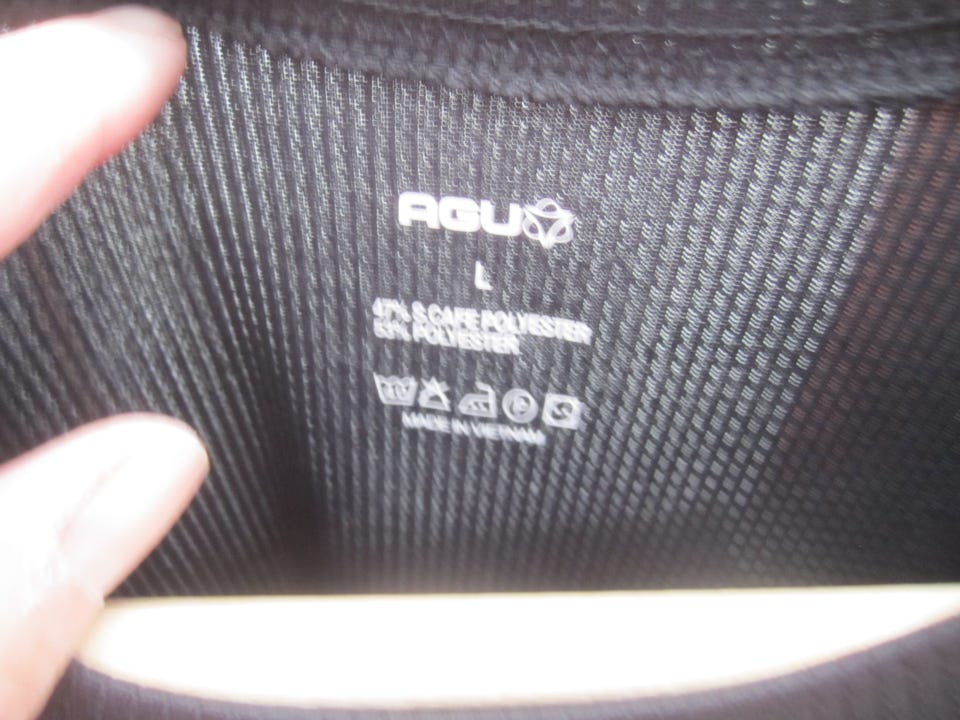 AGU
L
47% S.CAFE POLYESTER
53% POLYESTER
MADE IN VIETNAM